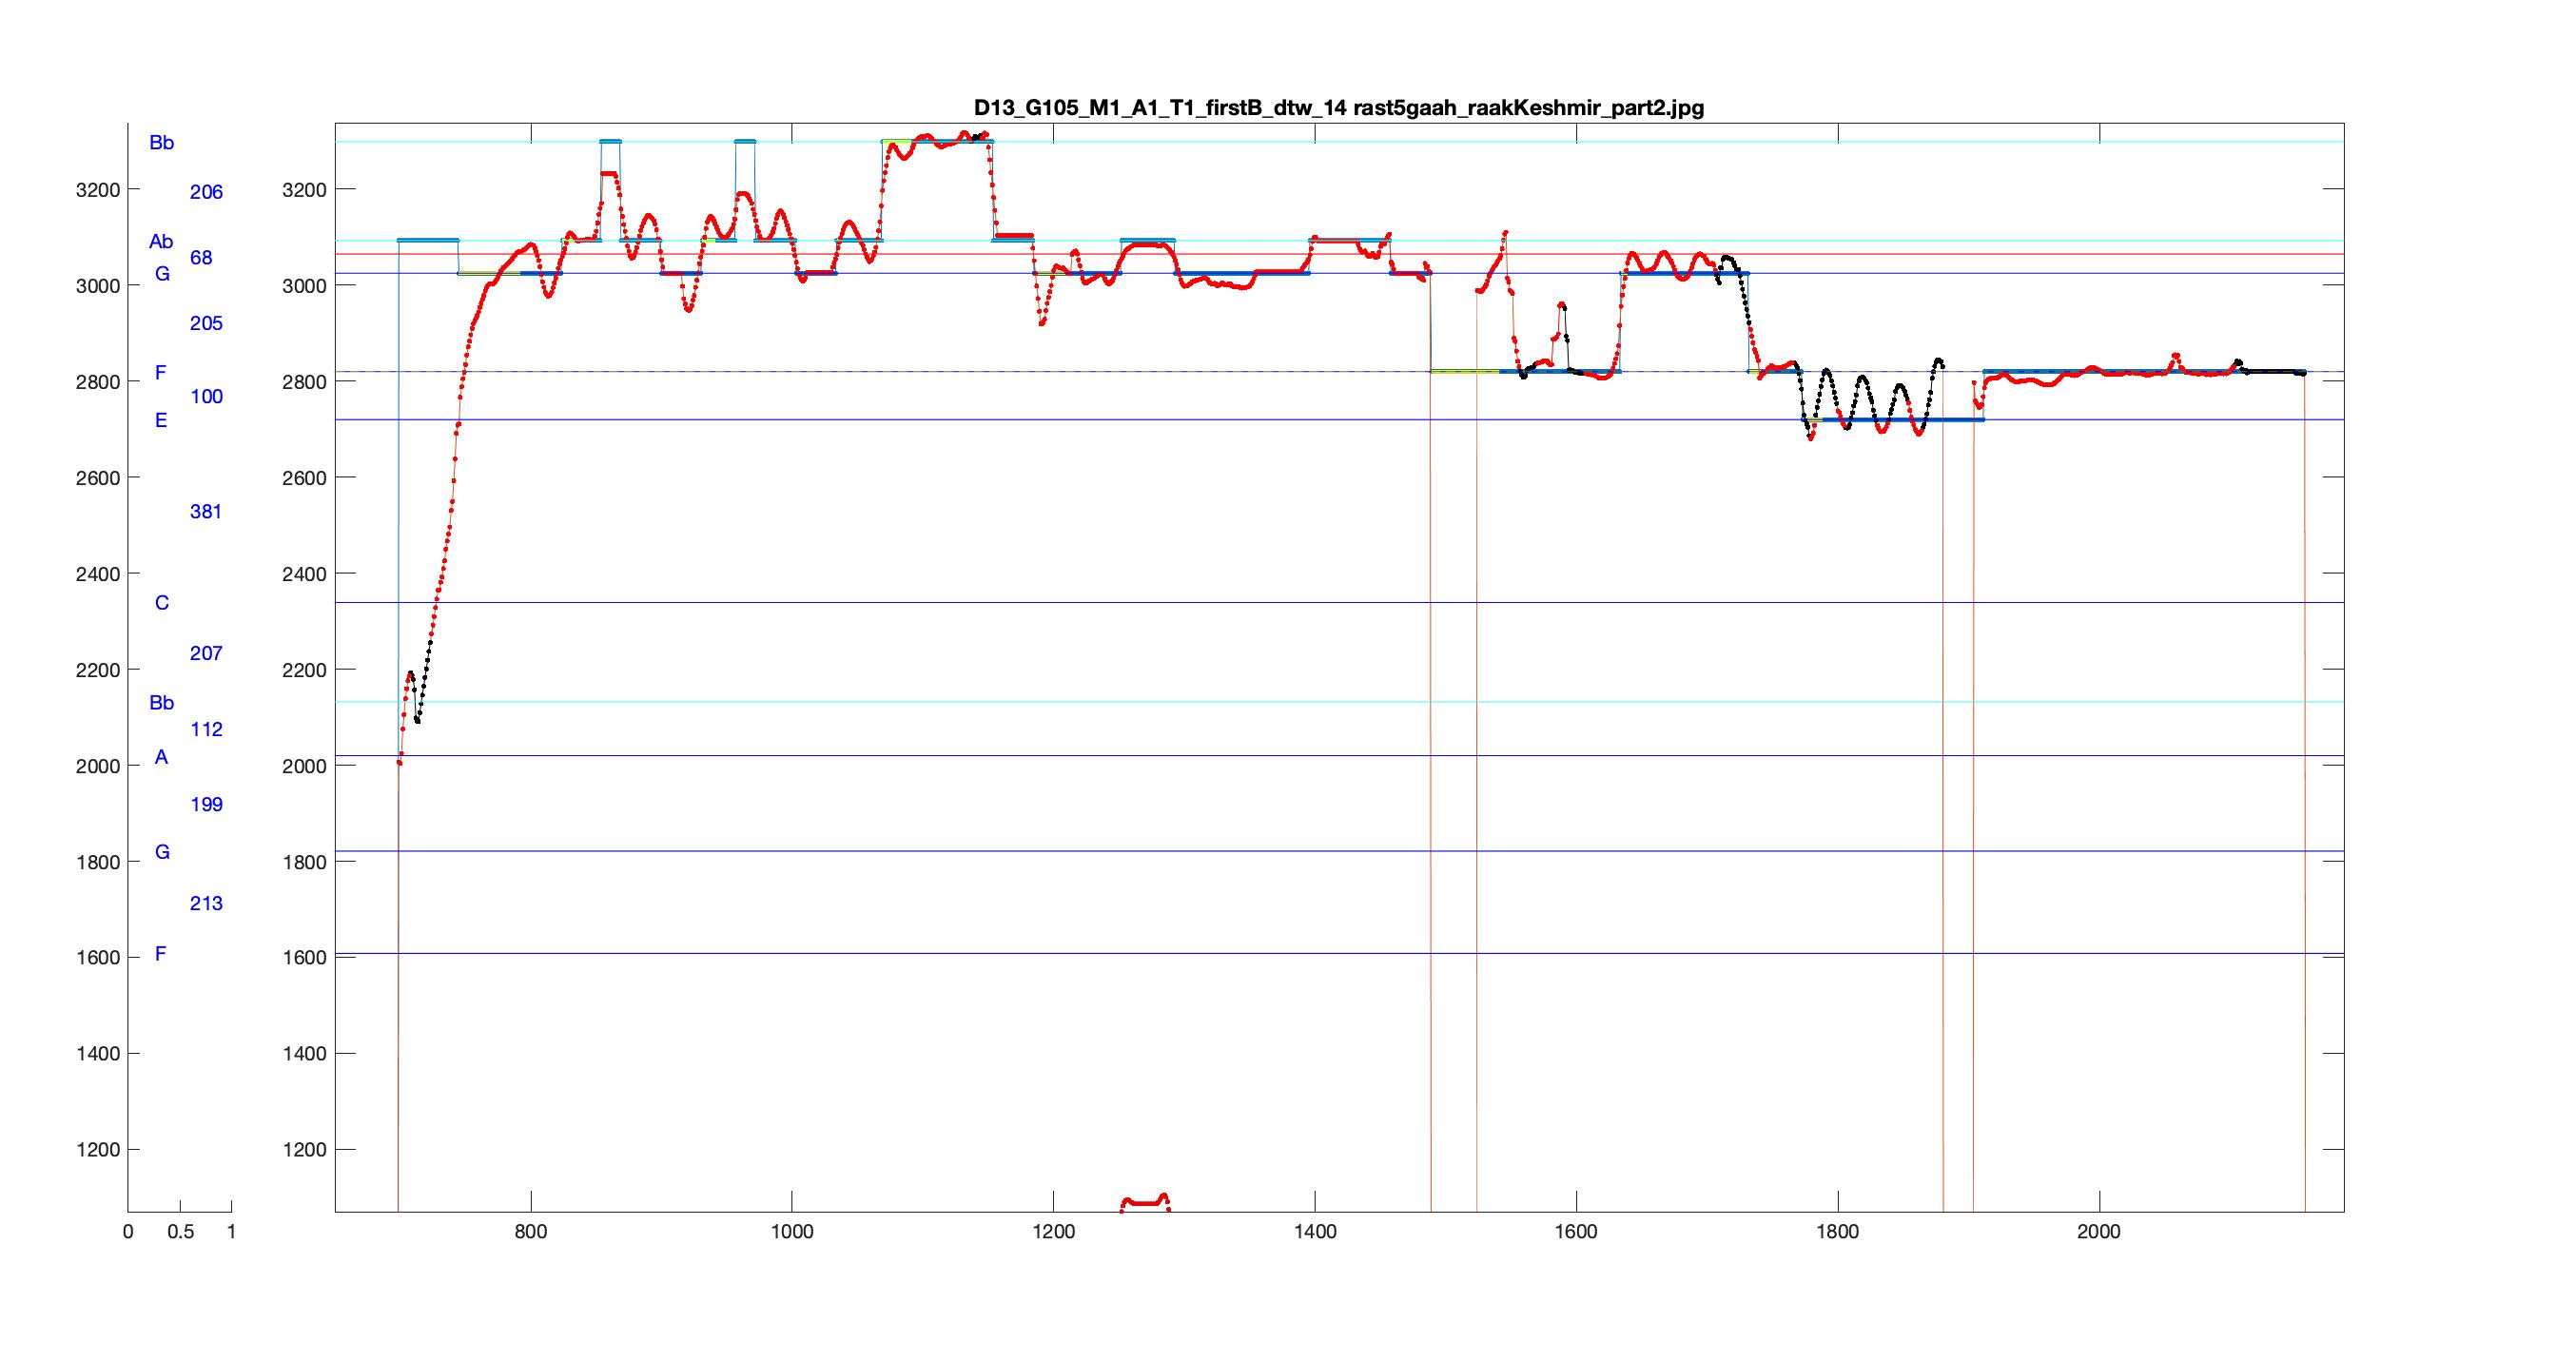 D13_G105_M1_A1_T1_firstB_dtw_14 rast5gaah_raakKeshmir_part2.jpg
Bb
3200 206 3200
Ab
68
G
3000 3000
205
F
2800 2800
100
E
2600 2600
381
2400 2400
C
207
2200 2200
Bb
112
A
2000 2000
199
G
1800 1800
213
F
1600 1600
1400 1400
1200 1200
0 0.5 1 800 1000 1200 1400 1600 1800 2000